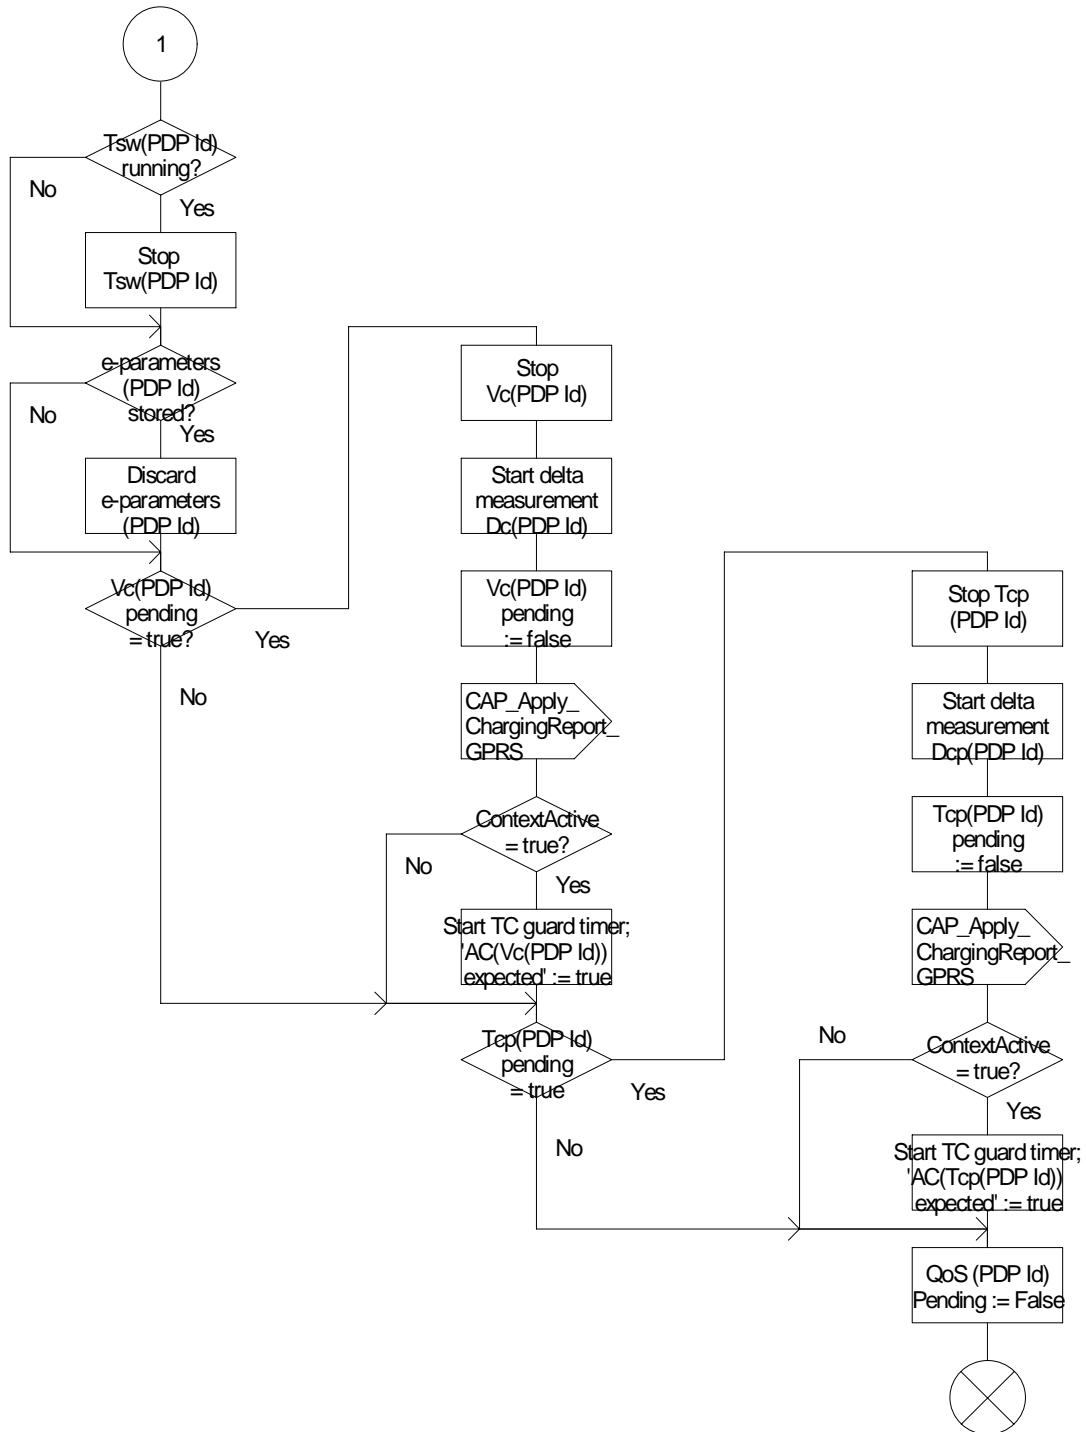 1
Tsw(PDP Id)
running?
No
Yes
Stop
Tsw(PDP Id)
e-parameters
(PDP Id)
stored?
No
Yes
Discard
e-parameters
(PDP Id)
Vc(PDP Id)
pending
= true?
Yes
No
Stop
Vc(PDP Id)
Start delta
measurement
Dc(PDP Id)
Vc(PDP Id)
pending
:= false
CAP_Apply_
ChargingReport_
GPRS
ContextActive
= true?
No
Yes
Start TC guard timer;
'AC(Vc(PDP Id))
expected' := true
Tcp(PDP Id)
pending
= true
Yes
No
Stop Tcp
(PDP Id)
Start delta
measurement
Dcp(PDP Id)
Tcp(PDP Id)
pending
:= false
CAP_Apply_
ChargingReport_
GPRS
No
ContextActive
= true?
Yes
Start TC guard timer;
'AC(Tcp(PDP Id))
expected' := true
QoS (PDP Id)
Pending := False